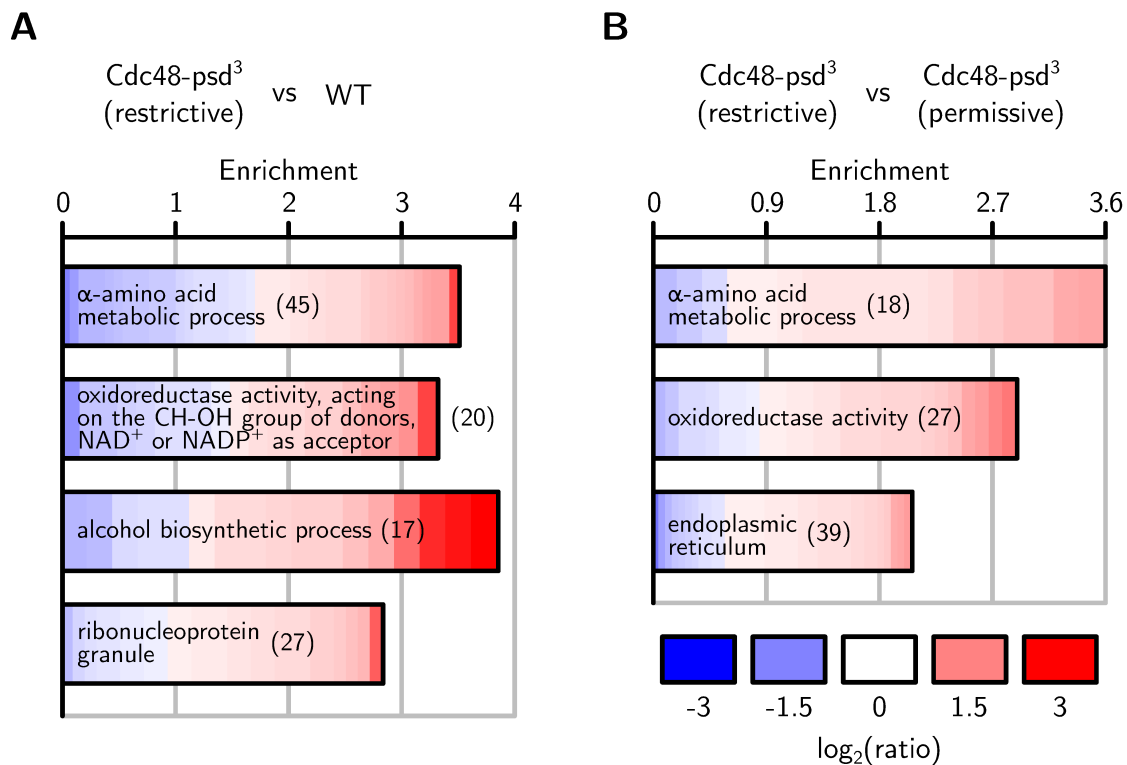 A
Cdc48-psd³
(restrictive)
vs
WT
Enrichment
0 1 2 3 4
α-amino acid
metabolic process (45)
oxidoreductase activity, acting
on the CH-OH group of donors,
NAD⁺ or NADP⁺ as acceptor
(20)
alcohol biosynthetic process (17)
ribonucleoprotein
granule (27)
B
Cdc48-psd³
(restrictive)
vs
Cdc48-psd³
(permissive)
Enrichment
0 0.9 1.8 2.7 3.6
α-amino acid
metabolic process (18)
oxidoreductase activity (27)
endoplasmic
reticulum (39)
-3 -1.5 0 1.5 3
log₂(ratio)